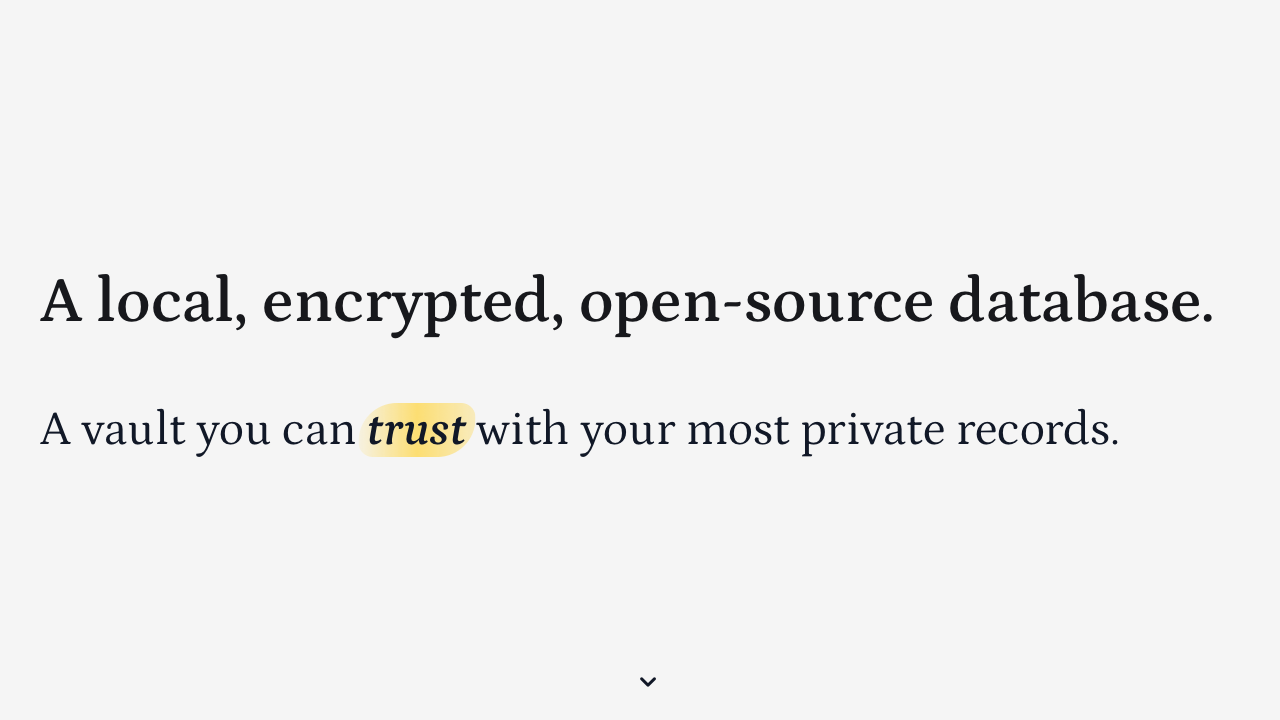 A local, encrypted, open-source database.
A vault you can trust with your most private records.